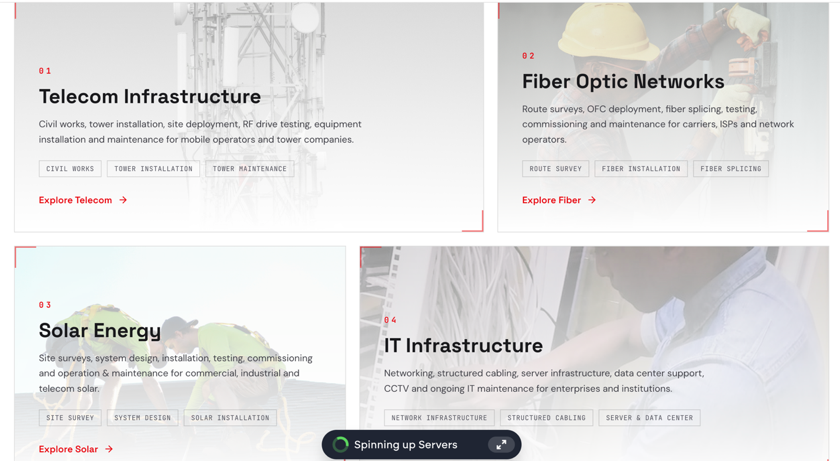 01
Telecom Infrastructure
Civil works, tower installation, site deployment, RF drive testing, equipment
installation and maintenance for mobile operators and tower companies.
CIVIL WORKS
TOWER INSTALLATION
TOWER MAINTENANCE
Explore Telecom →
02
Fiber Optic Networks
Route surveys, OFC deployment, fiber splicing, testing,
commissioning and maintenance for carriers, ISPs and network
operators.
ROUTE SURVEY
FIBER INSTALLATION
FIBER SPLICING
Explore Fiber →
03
Solar Energy
Site surveys, system design, installation, testing, commissioning
and operation & maintenance for commercial, industrial and
telecom solar.
SITE SURVEY
SYSTEM DESIGN
SOLAR INSTALLATION
Explore Solar →
04
IT Infrastructure
Networking, structured cabling, server infrastructure, data center support,
CCTV and ongoing IT maintenance for enterprises and institutions.
NETWORK INFRASTRUCTURE
STRUCTURED CABLING
SERVER & DATA CENTER
Spinning up Servers